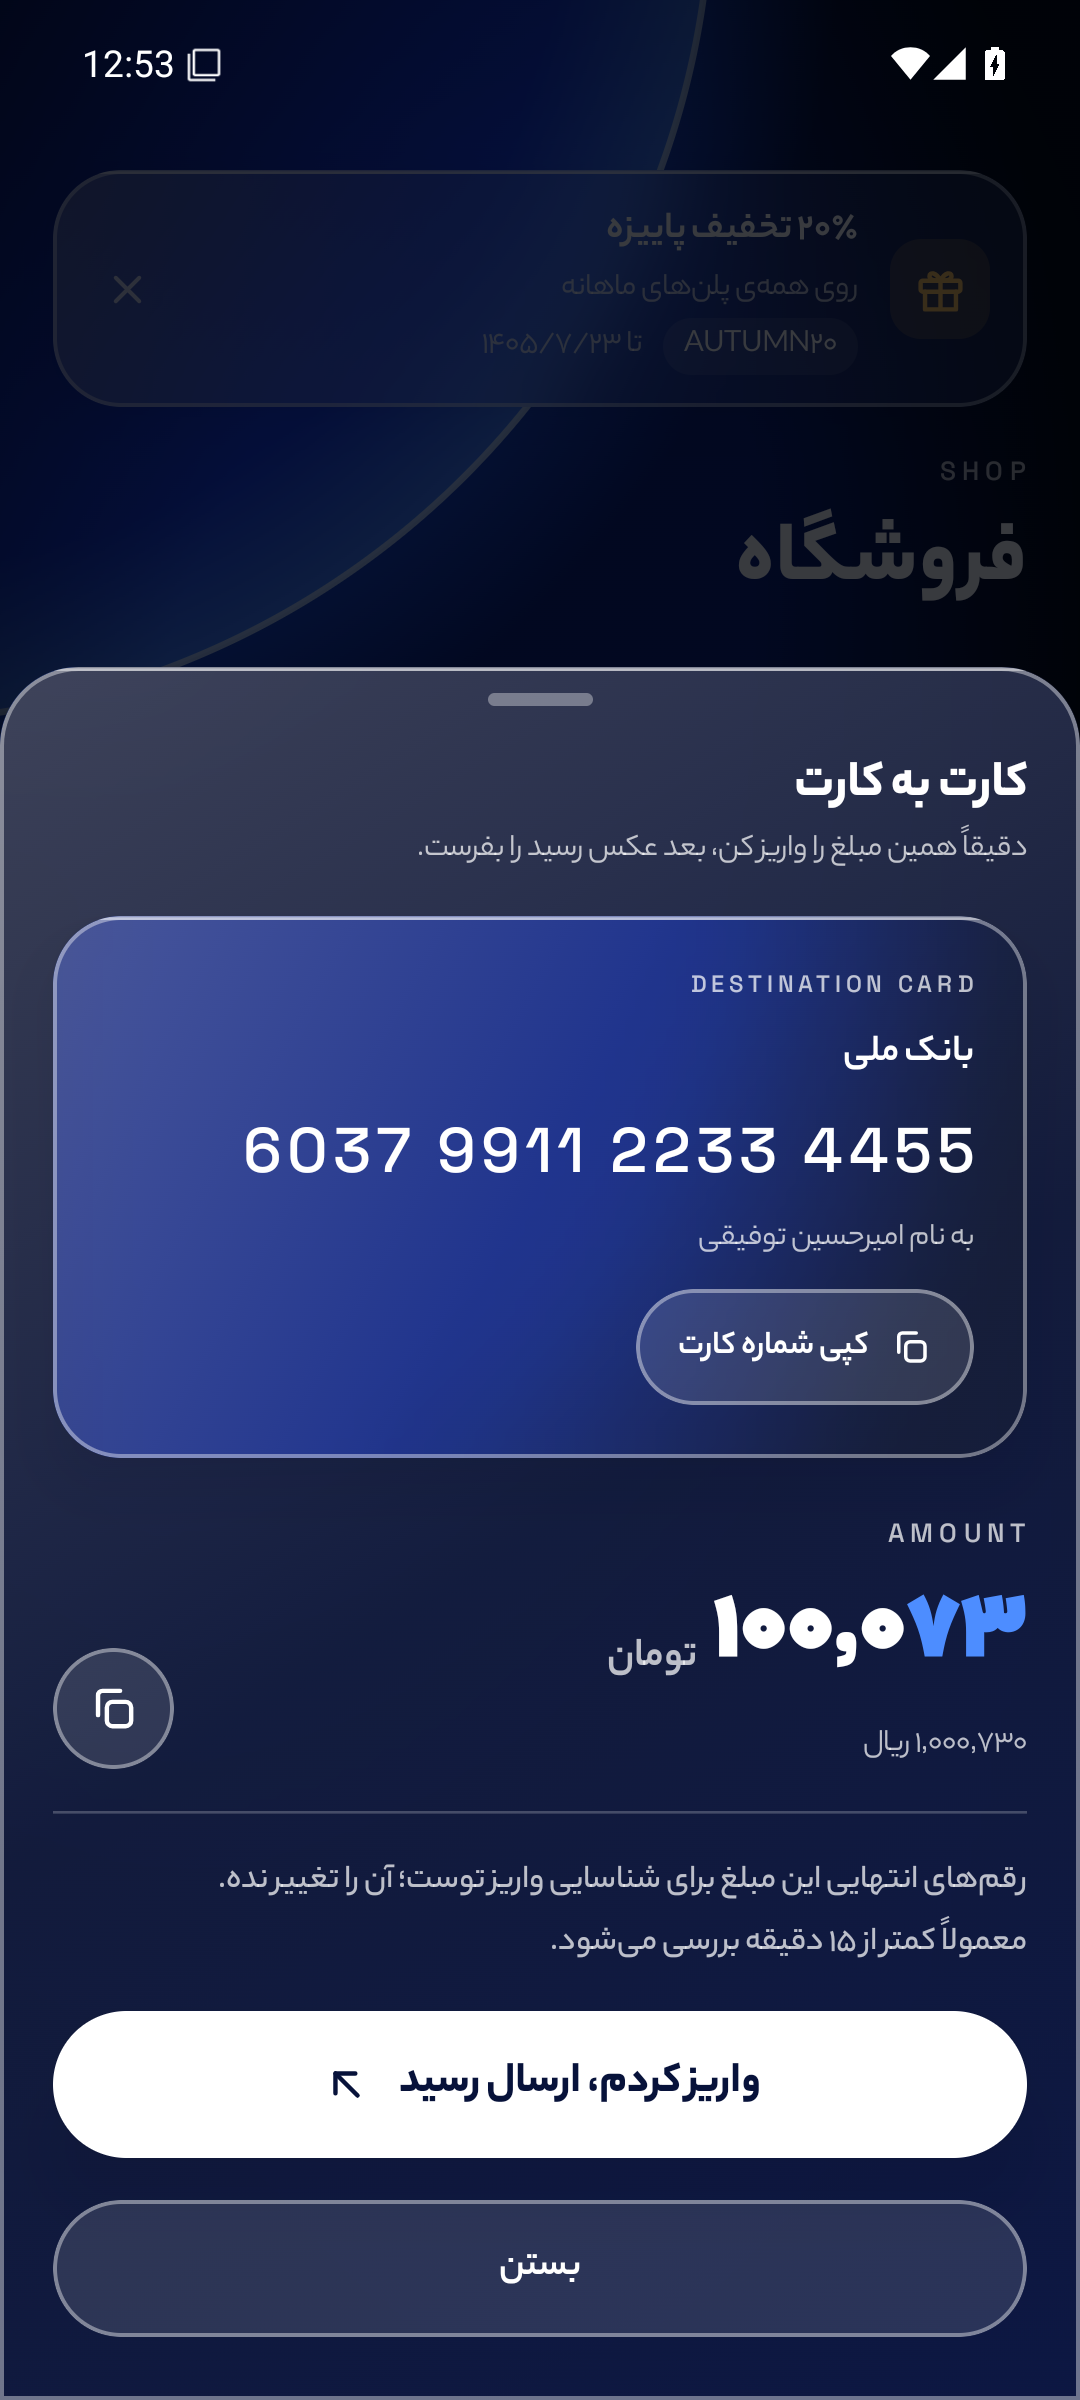 12:53
۲۰% تخفیف پاییزه
روی همه‌ی پلن‌های ماهانه
AUTUMN۲۰ تا ۱۴۰۵/۷/۲۳
SHOP
فروشگاه
کارت به کارت
دقیقاً همین مبلغ را واریز کن، بعد عکس رسید را بفرست.
DESTINATION CARD
بانک ملی
6037 9911 2233 4455
به نام امیرحسین توفیقی
کپی شماره کارت
AMOUNT
۱۰۰,۰۷۳ تومان
۱,۰۰۰,۷۳۰ ریال
رقم‌های انتهایی این مبلغ برای شناسایی واریز توست؛ آن را تغییر نده.
معمولاً کمتر از ۱۵ دقیقه بررسی می‌شود.
واریز کردم، ارسال رسید
بستن